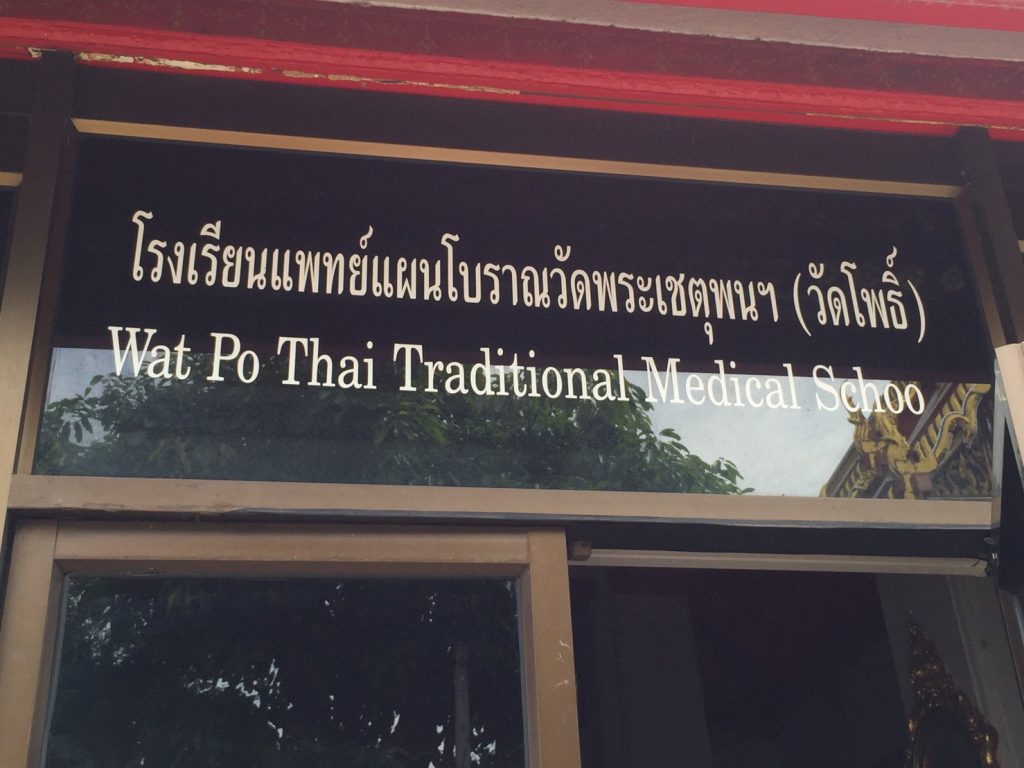 โรงเรียนแพทย์แผนโบราณวัดพระเชตุพนฯ (วัดโพธิ์)
Wat Po Thai Traditional Medical Schoo